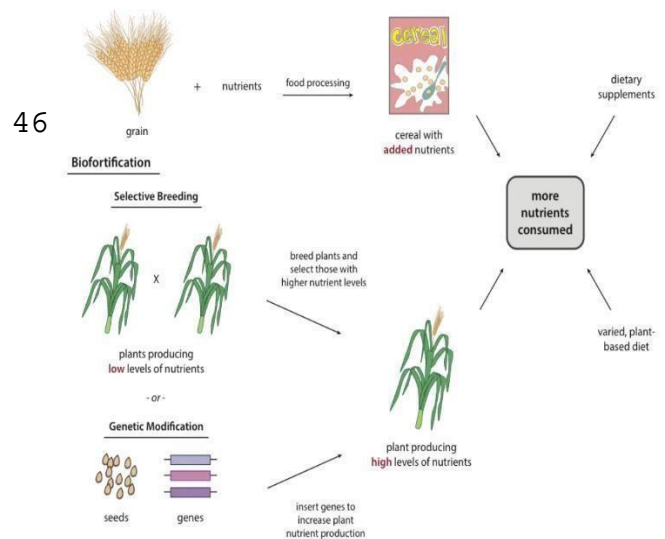 cereal
+ nutrients
food processing
dietary
supplements
46
grain
cereal with
added nutrients
Biofortification
Selective Breeding
more
nutrients
consumed
breed plants and
select those with
higher nutrient levels
X
plants producing
low levels of nutrients
varied, plant-
based diet
- or -
Genetic Modification
plant producing
high levels of nutrients
seeds
genes
insert genes to
increase plant
nutrient production